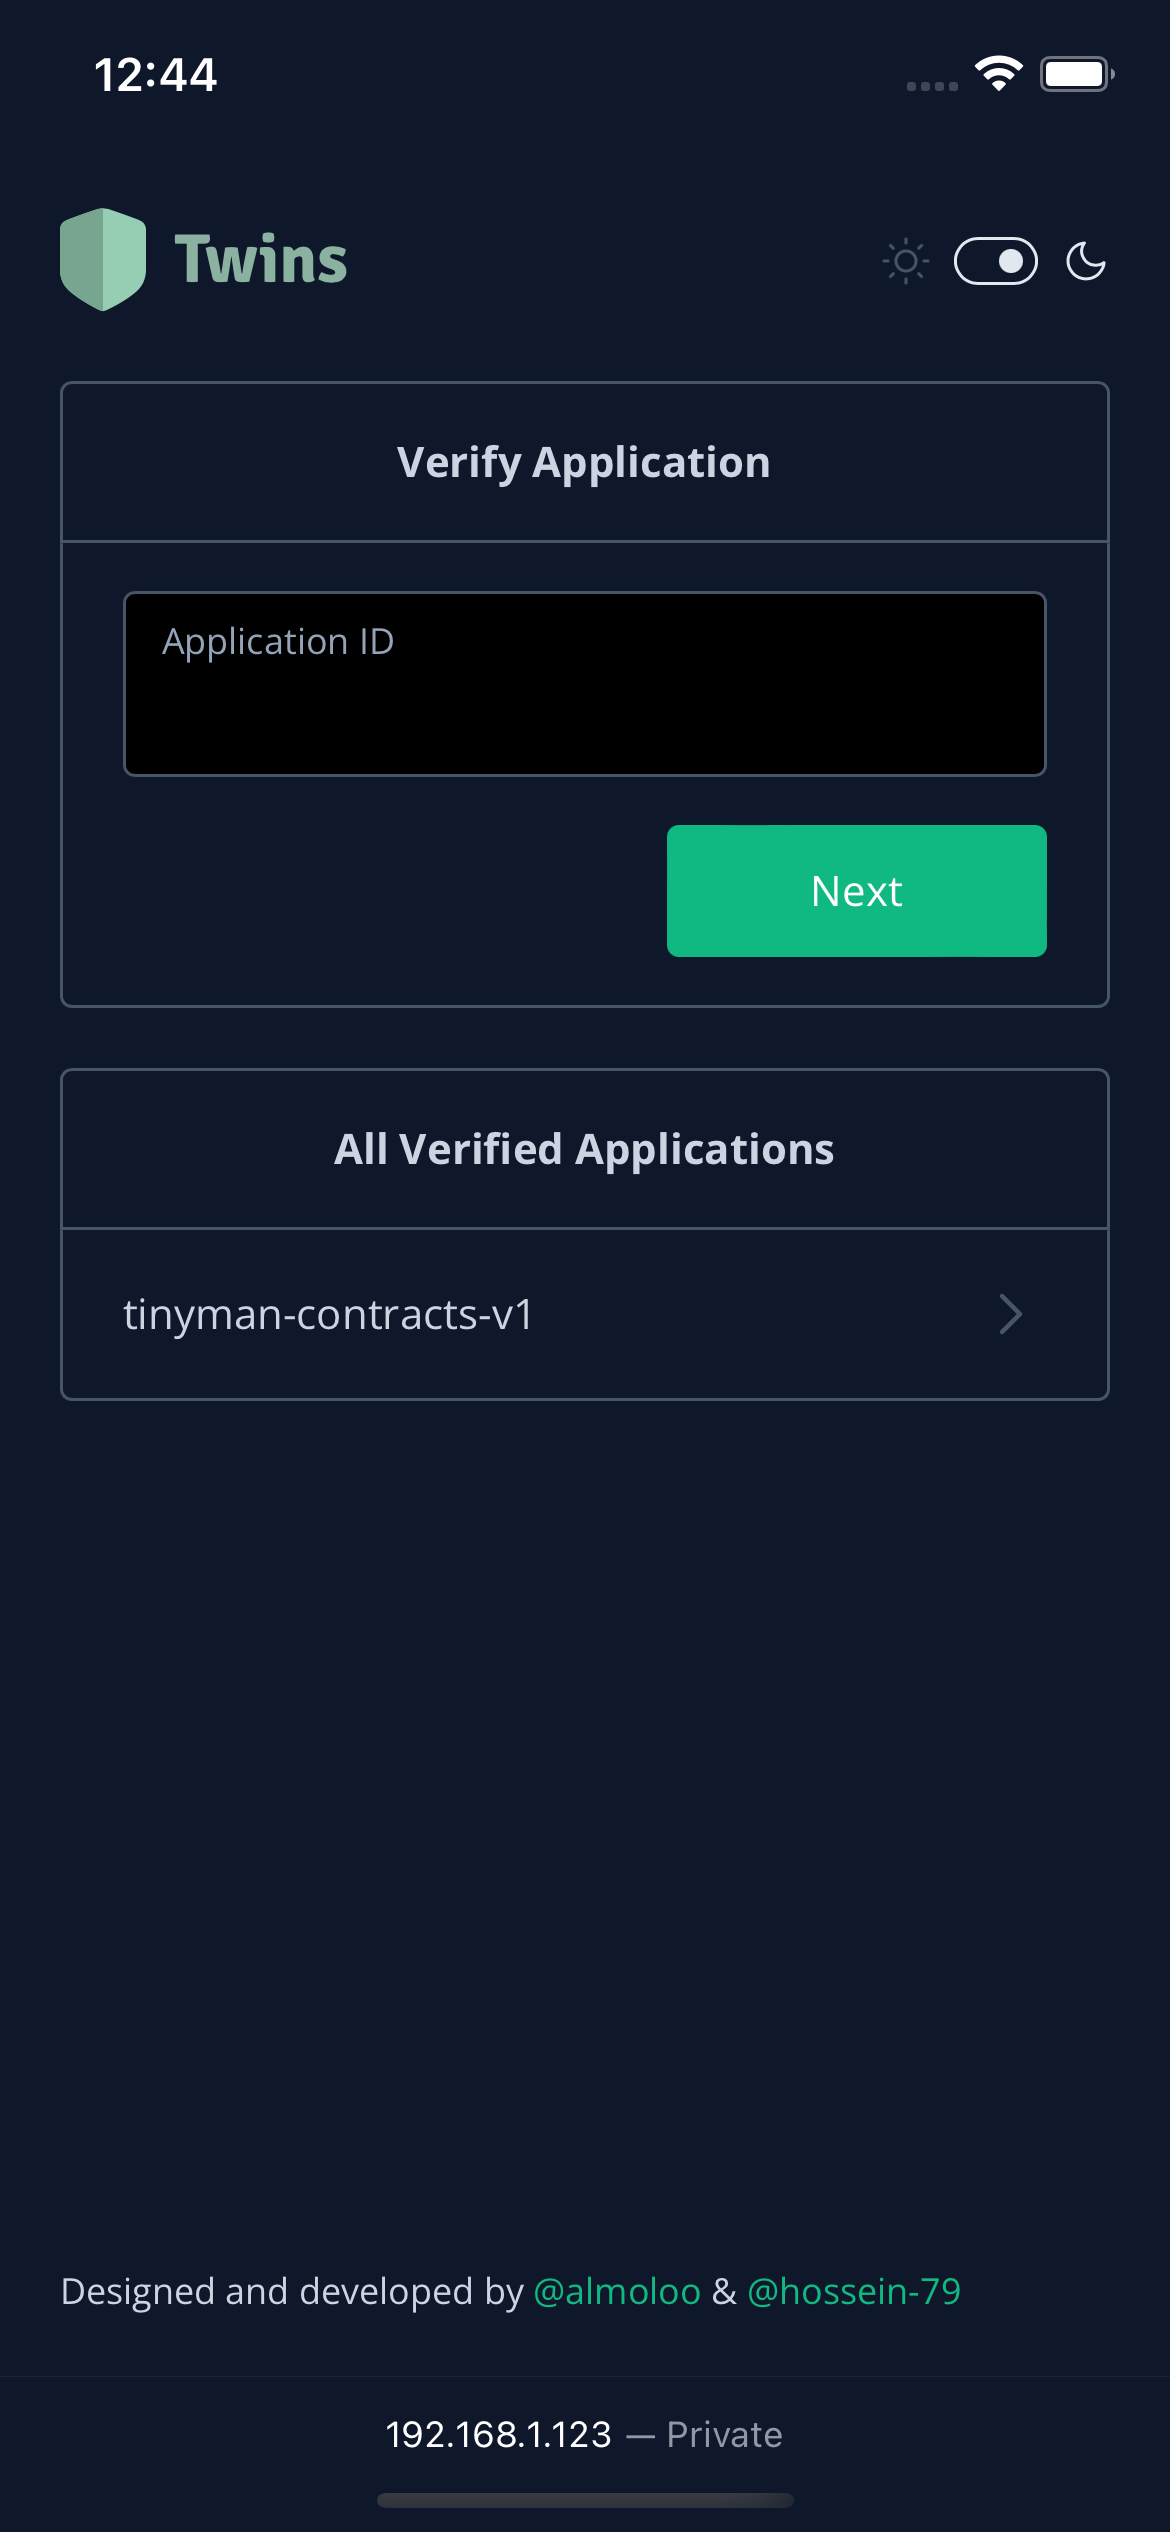 12:44
Twins
Verify Application
Application ID
Next
All Verified Applications
tinyman-contracts-v1
Designed and developed by @almoloo & @hossein-79
192.168.1.123 — Private